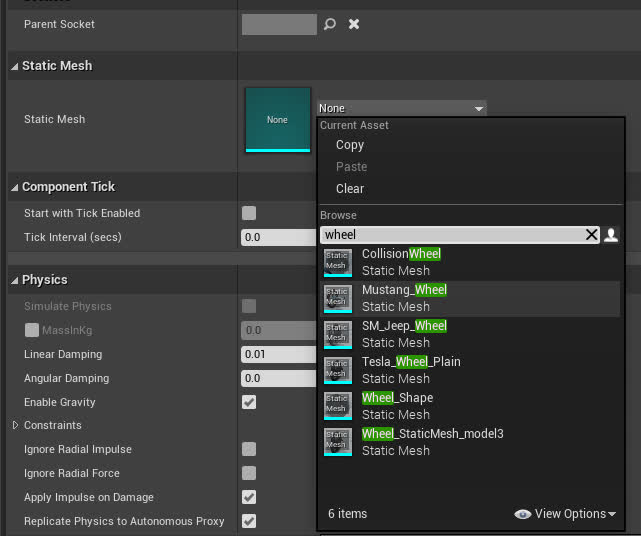 Parent Socket
Static Mesh
Static Mesh
None
None
Current Asset
Copy
Paste
Clear
Browse
wheel
Static Mesh
CollisionWheel
Static Mesh
Static Mesh
Mustang_Wheel
Static Mesh
Static Mesh
SM_Jeep_Wheel
Static Mesh
Static Mesh
Tesla_Wheel_Plain
Static Mesh
Static Mesh
Wheel_Shape
Static Mesh
Static Mesh
Wheel_StaticMesh_model3
Static Mesh
6 items
View Options
Component Tick
Start with Tick Enabled
Tick Interval (secs)
0.0
Physics
Simulate Physics
MassInKg
0.0
Linear Damping
0.01
Angular Damping
0.0
Enable Gravity
Constraints
Ignore Radial Impulse
Ignore Radial Force
Apply Impulse on Damage
Replicate Physics to Autonomous Proxy